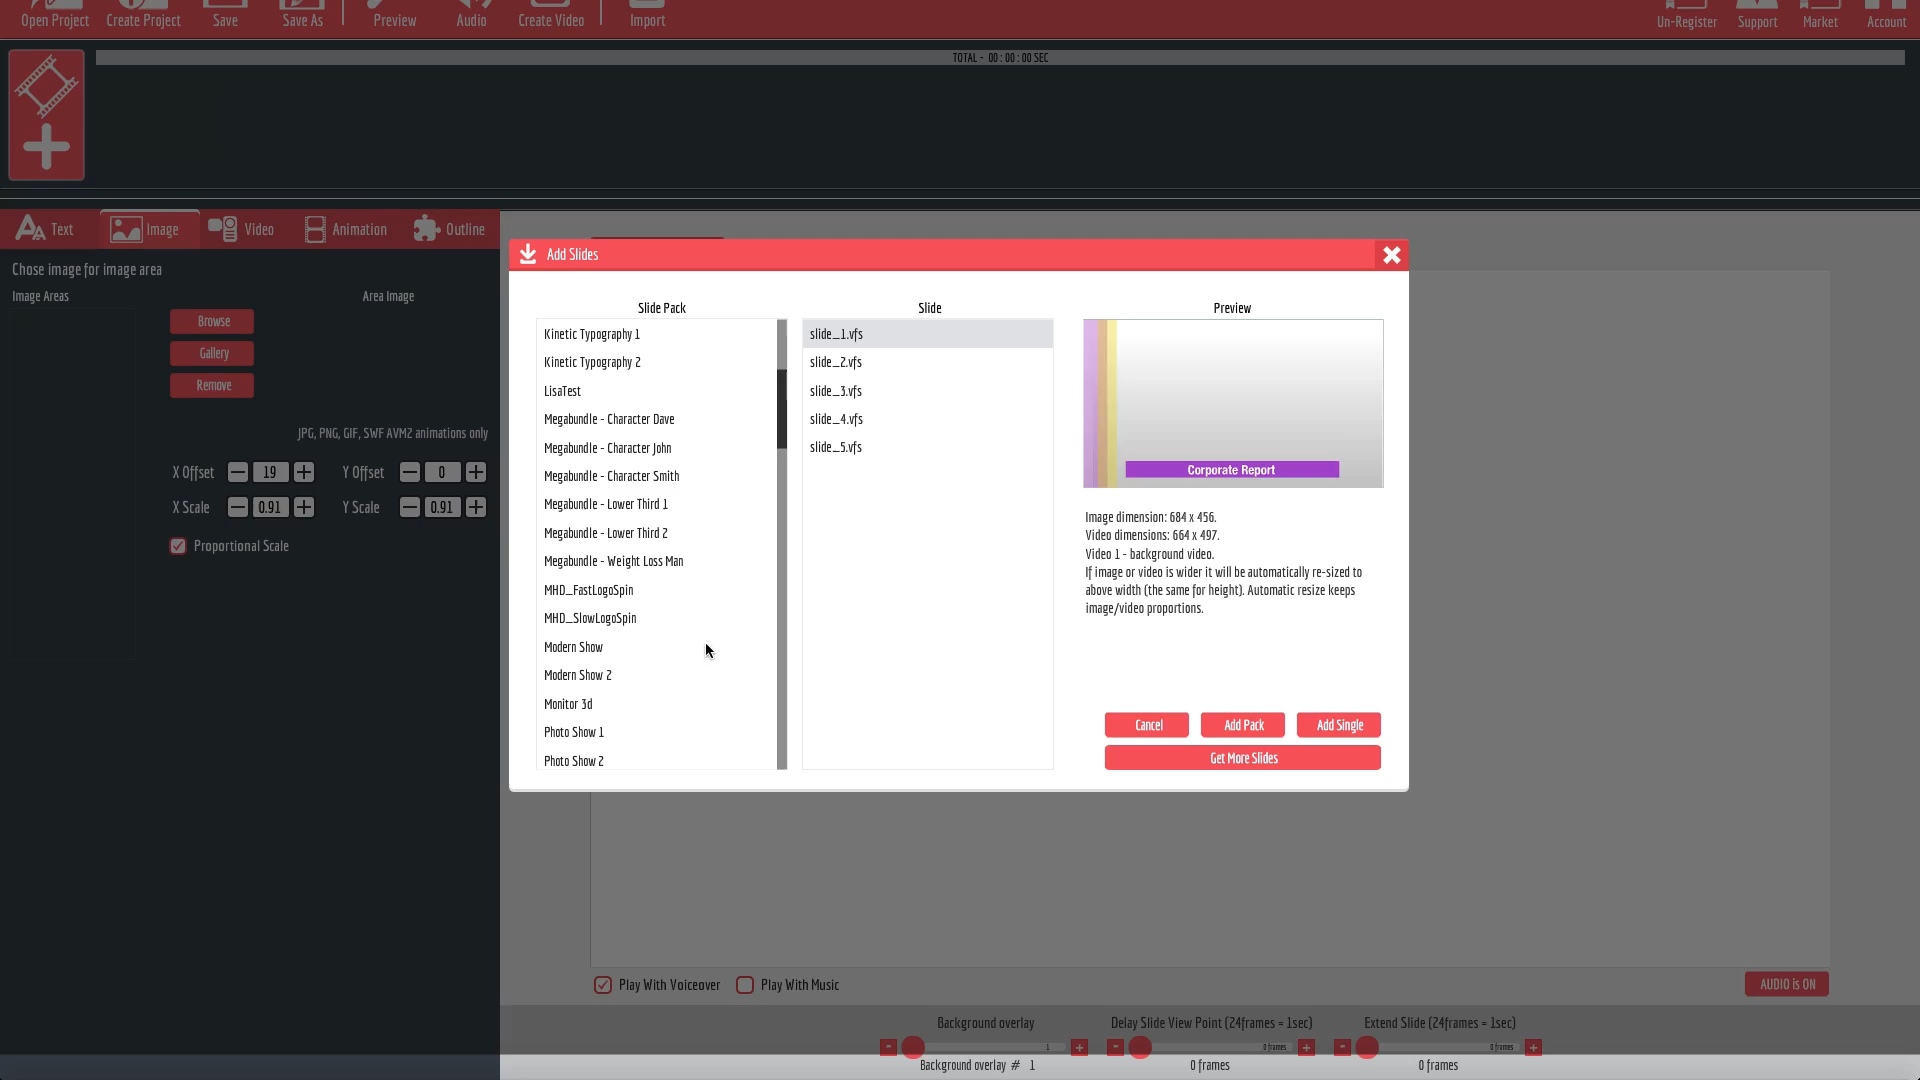 Open Project Create Project Save Save As Preview Audio Create Video Import Un-Register Support Market Account
TOTAL - 00 : 00 : 00 SEC
Text Image Video Animation Outline
Chose image for image area
Image Areas Area Image
Browse
Gallery
Remove
JPG, PNG, GIF, SWF AVM2 animations only
X Offset 19 Y Offset 0
X Scale 0.91 Y Scale 0.91
Proportional Scale
Add Slides
Slide Pack
Kinetic Typography 1
Kinetic Typography 2
LisaTest
Megabundle - Character Dave
Megabundle - Character John
Megabundle - Character Smith
Megabundle - Lower Third 1
Megabundle - Lower Third 2
Megabundle - Weight Loss Man
MHD_FastLogoSpin
MHD_SlowLogoSpin
Modern Show
Modern Show 2
Monitor 3d
Photo Show 1
Photo Show 2
Slide
slide_1.vfs
slide_2.vfs
slide_3.vfs
slide_4.vfs
slide_5.vfs
Preview
Corporate Report
Image dimension: 684 x 456.
Video dimensions: 664 x 497.
Video 1 - background video.
If image or video is wider it will be automatically re-sized to
above width (the same for height). Automatic resize keeps
image/video proportions.
Cancel Add Pack Add Single
Get More Slides
Play With Voiceover Play With Music AUDIO is ON
Background overlay Delay Slide View Point (24frames = 1sec) Extend Slide (24frames = 1sec)
- 1 + - 0 frames + - 0 frames +
Background overlay # 1 0 frames 0 frames